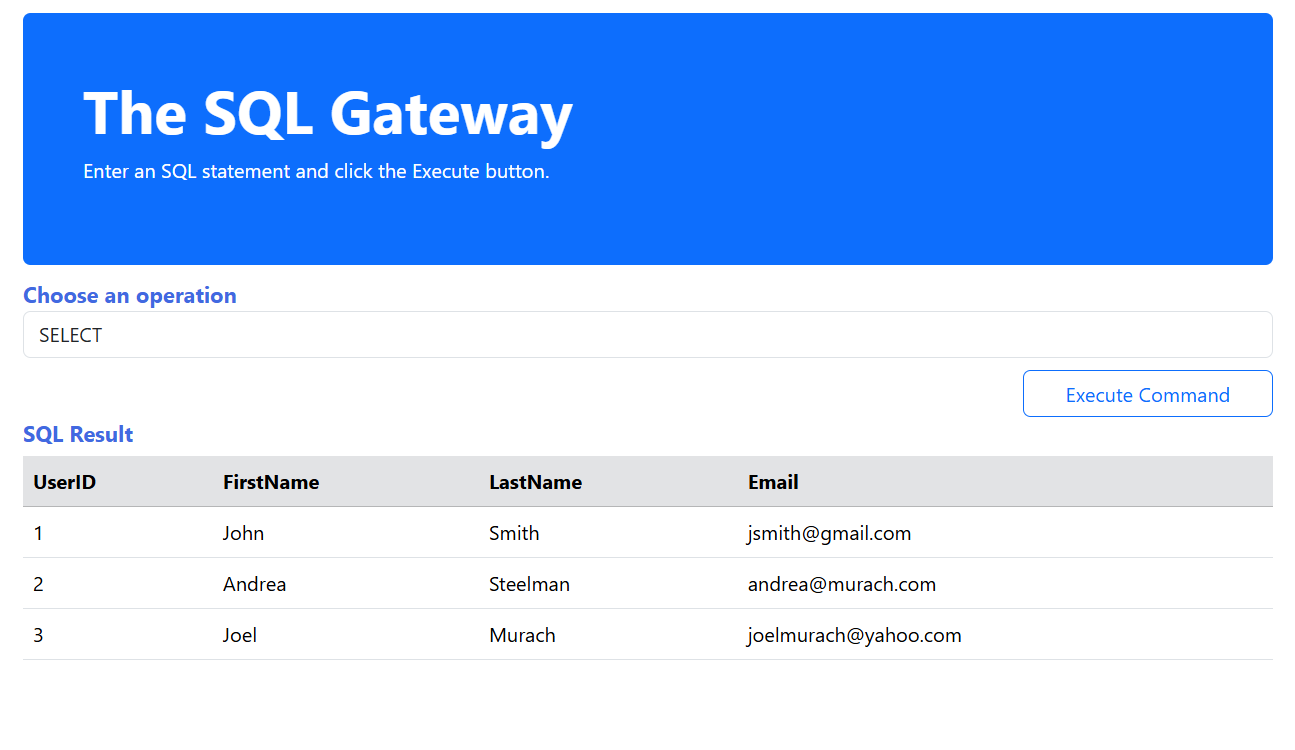 The SQL Gateway
Enter an SQL statement and click the Execute button.
Choose an operation
SELECT
Execute Command
SQL Result
UserID FirstName LastName Email
1 John Smith jsmith@gmail.com
2 Andrea Steelman andrea@murach.com
3 Joel Murach joelmurach@yahoo.com